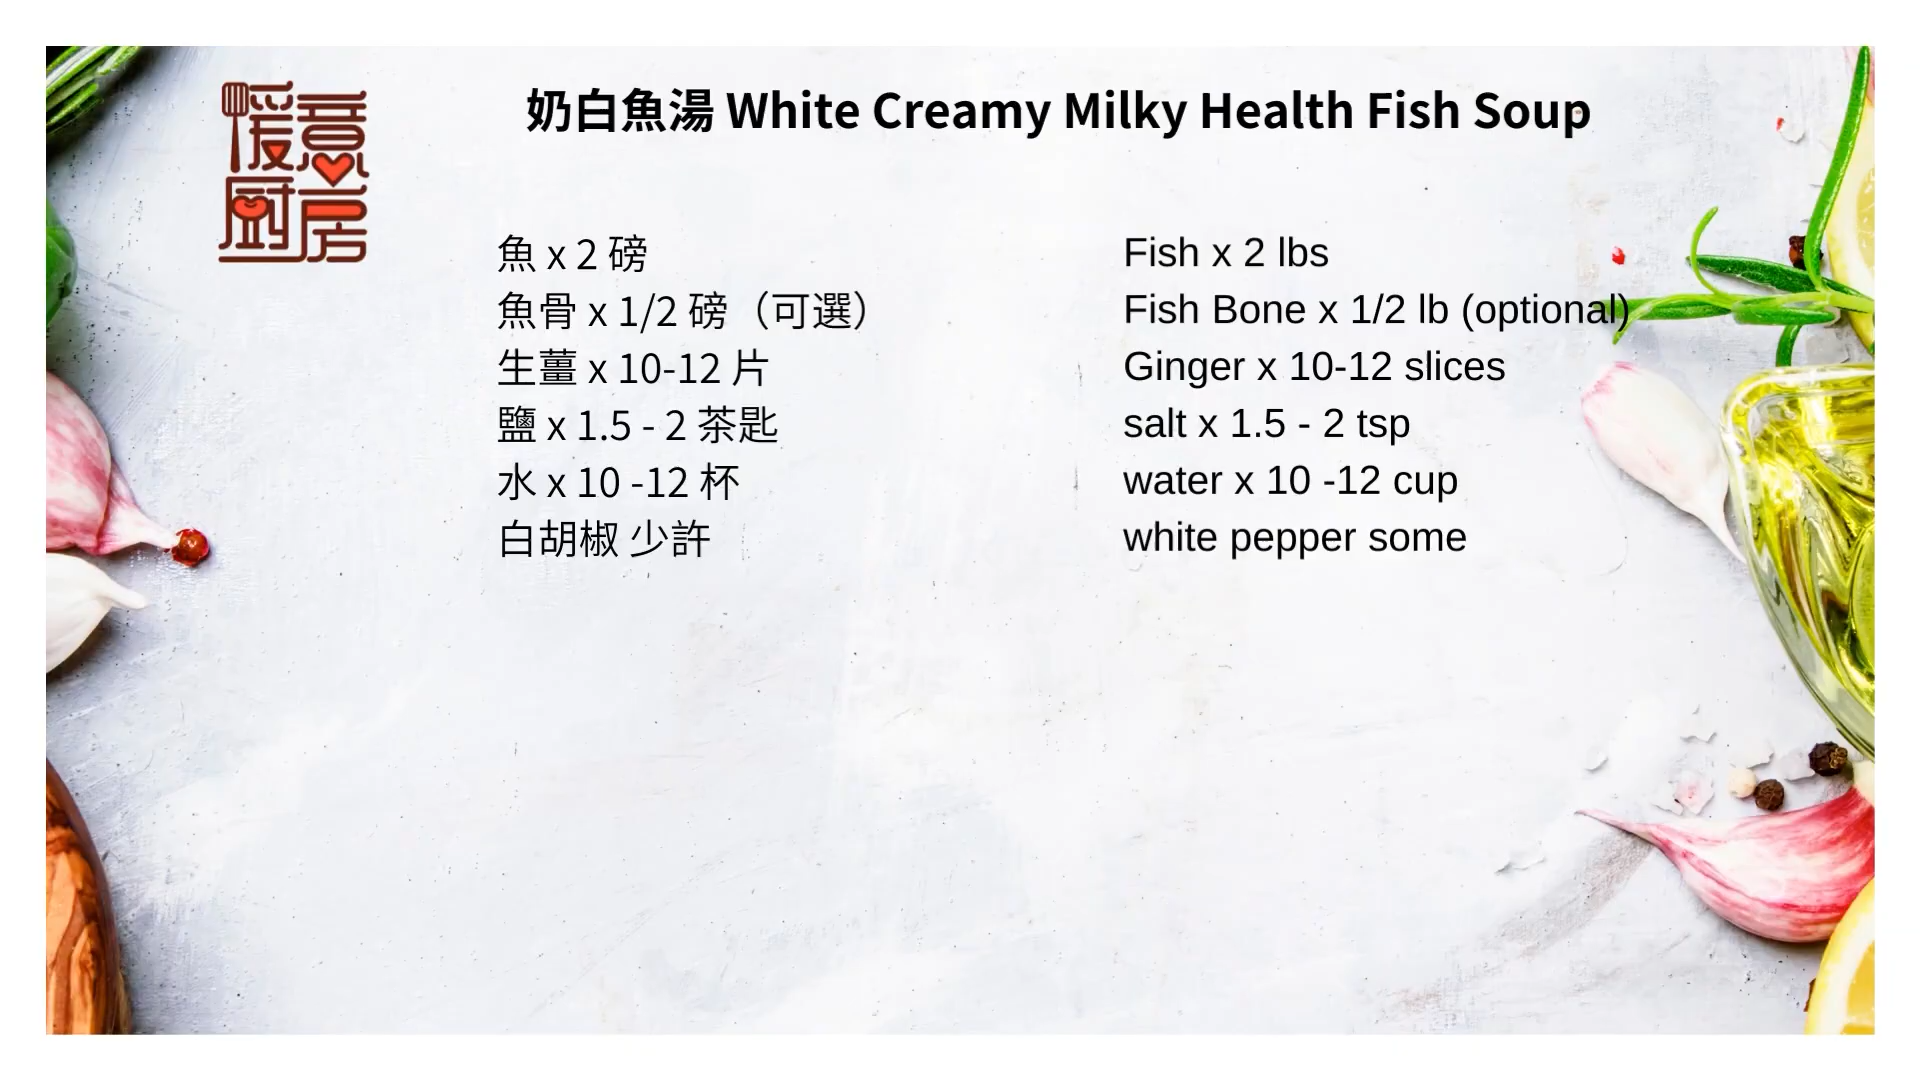 暖意
厨房
奶白魚湯 White Creamy Milky Health Fish Soup
魚 x 2 磅
魚骨 x 1/2 磅（可選）
生薑 x 10-12 片
鹽 x 1.5 - 2 茶匙
水 x 10 -12 杯
白胡椒 少許
Fish x 2 lbs
Fish Bone x 1/2 lb (optional)
Ginger x 10-12 slices
salt x 1.5 - 2 tsp
water x 10 -12 cup
white pepper some